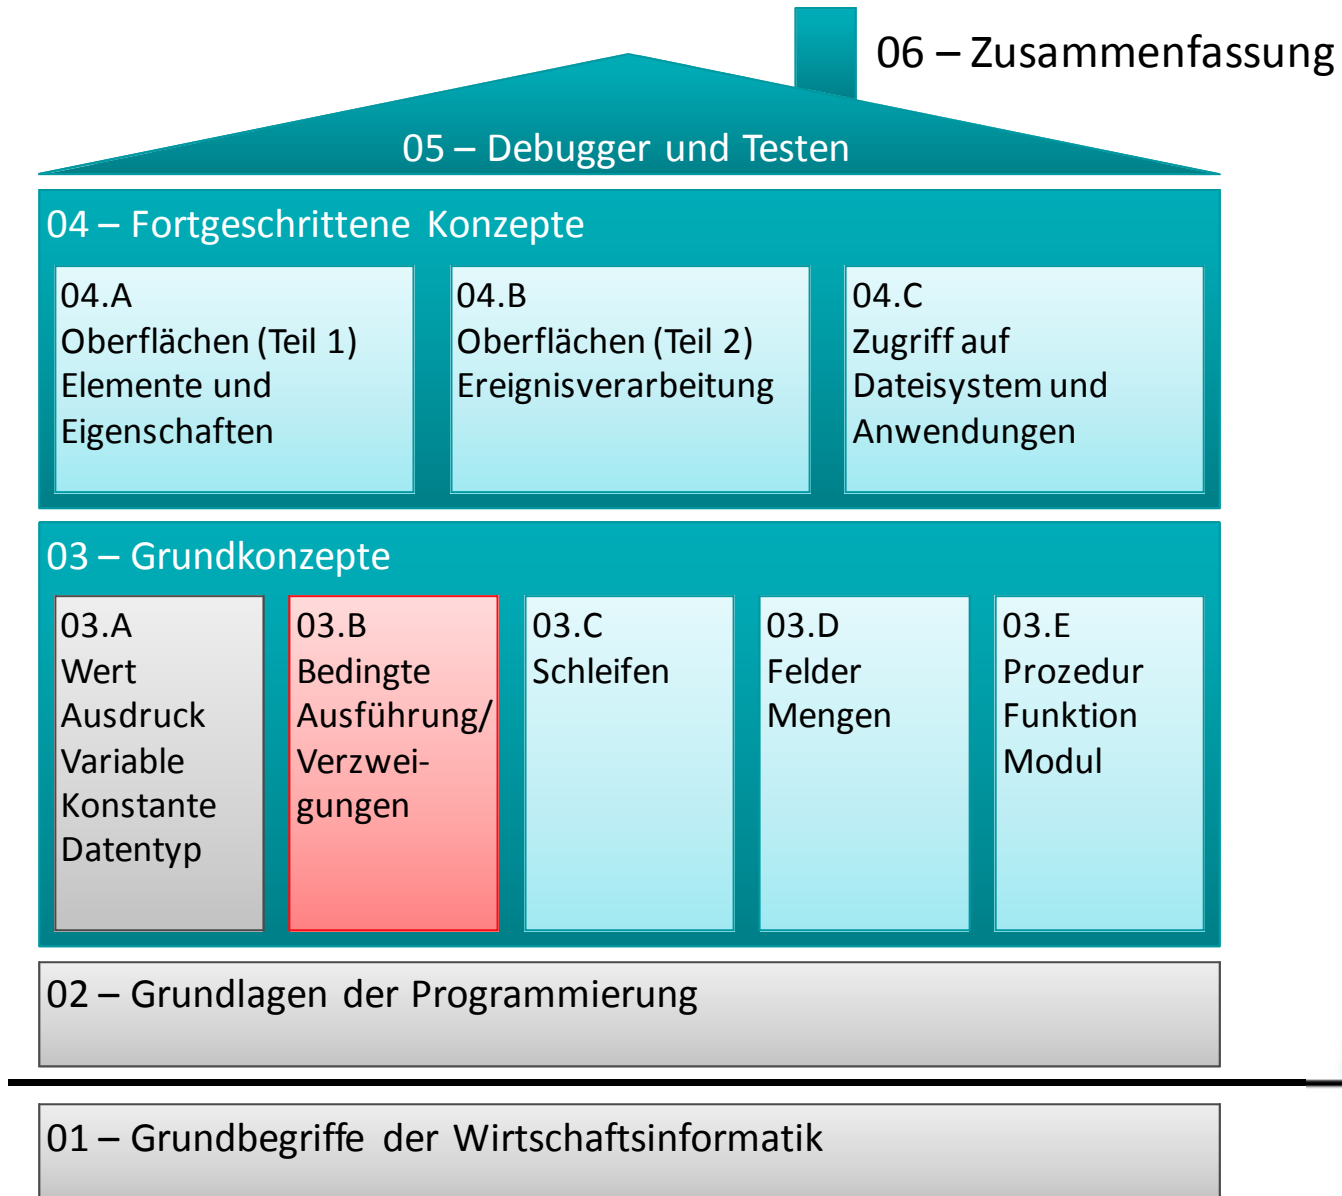 06 – Zusammenfassung
05 – Debugger und Testen
04 – Fortgeschrittene Konzepte
04.A
Oberflächen (Teil 1)
Elemente und
Eigenschaften
04.B
Oberflächen (Teil 2)
Ereignisverarbeitung
04.C
Zugriff auf
Dateisystem und
Anwendungen
03 – Grundkonzepte
03.A
Wert
Ausdruck
Variable
Konstante
Datentyp
03.B
Bedingte
Ausführung/
Verzwei-
gungen
03.C
Schleifen
03.D
Felder
Mengen
03.E
Prozedur
Funktion
Modul
02 – Grundlagen der Programmierung
01 – Grundbegriffe der Wirtschaftsinformatik